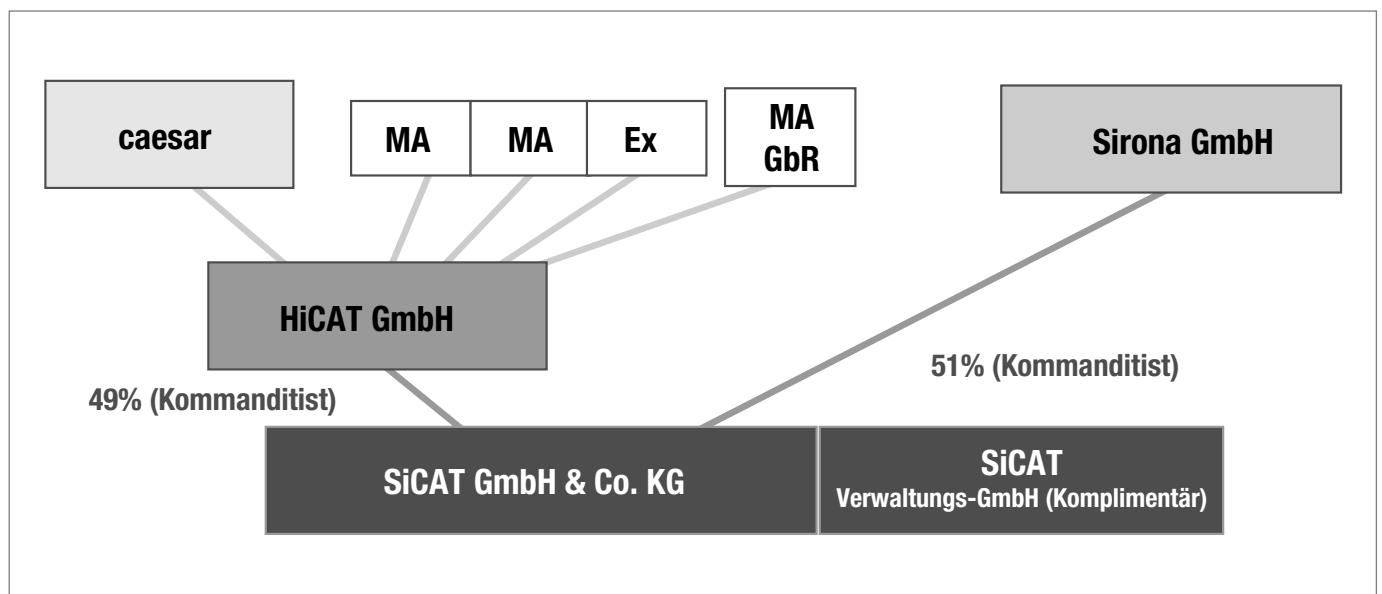 caesar
MA
MA
Ex
MA
GbR
Sirona GmbH
HiCAT GmbH
49% (Kommanditist)
51% (Kommanditist)
SiCAT GmbH & Co. KG
SiCAT
Verwaltungs-GmbH (Komplimentär)